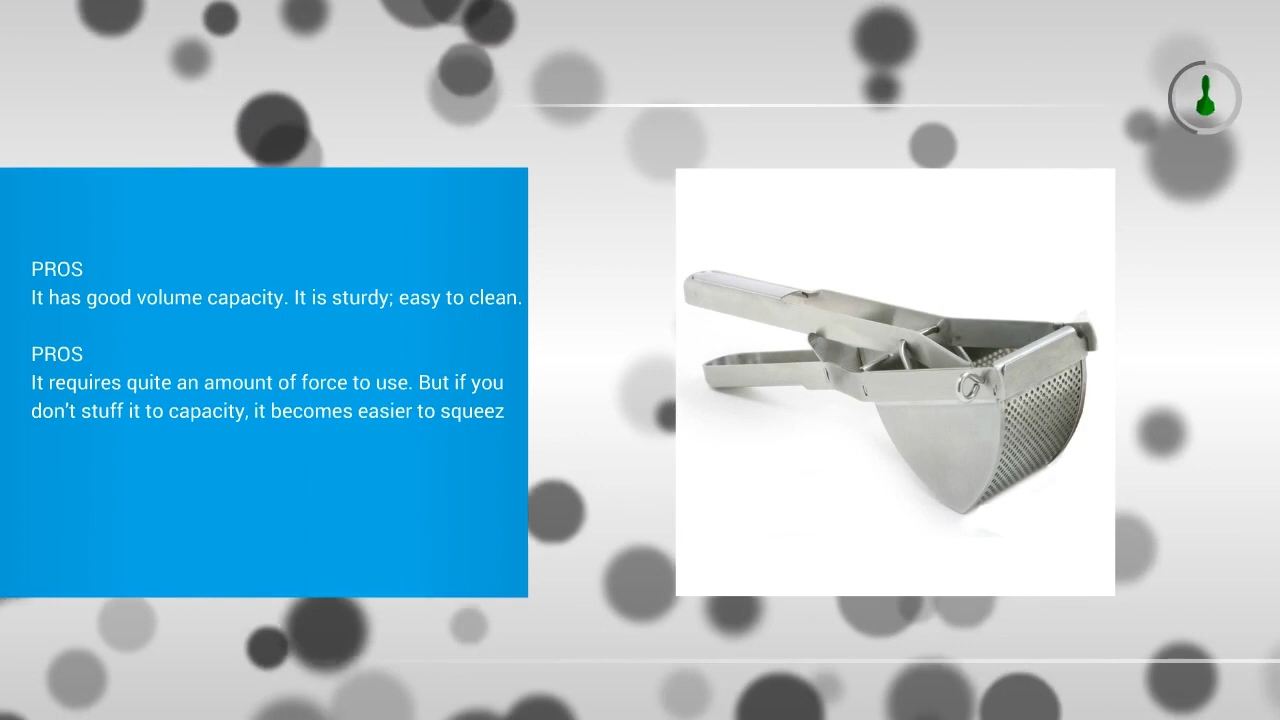 PROS
It has good volume capacity. It is sturdy; easy to clean.
PROS
It requires quite an amount of force to use. But if you
don't stuff it to capacity, it becomes easier to squeez